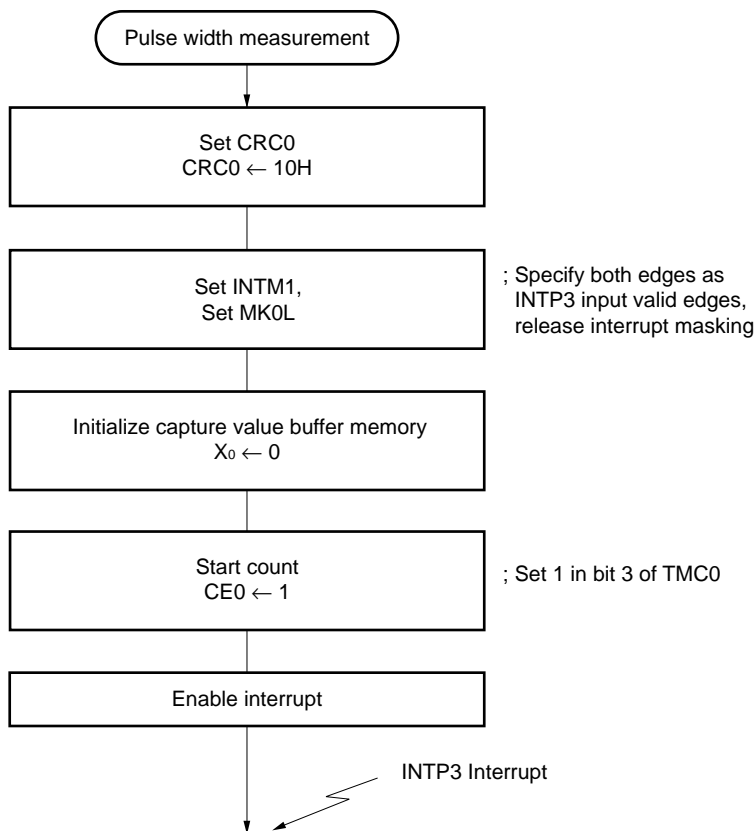 Pulse width measurement
Set CRC0
CRC0 ← 10H
Set INTM1,
Set MK0L
; Specify both edges as
INTP3 input valid edges,
release interrupt masking
Initialize capture value buffer memory
X₀ ← 0
Start count
CE0 ← 1
; Set 1 in bit 3 of TMC0
Enable interrupt
INTP3 Interrupt